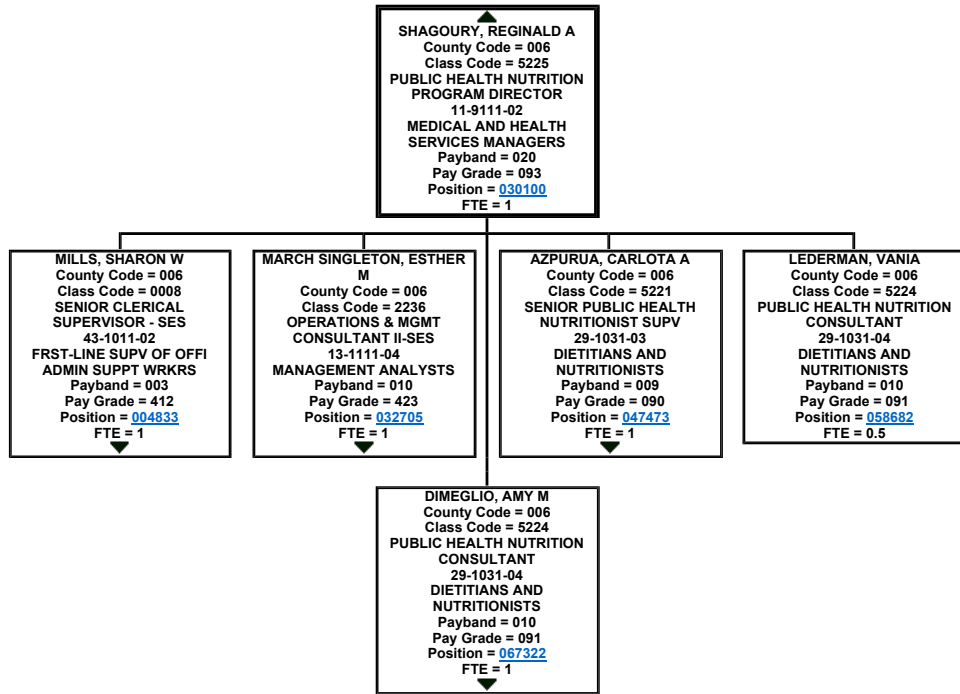 SHAGOURY, REGINALD A
County Code = 006
Class Code = 5225
PUBLIC HEALTH NUTRITION
PROGRAM DIRECTOR
11-9111-02
MEDICAL AND HEALTH
SERVICES MANAGERS
Payband = 020
Pay Grade = 093
Position = 030100
FTE = 1
MILLS, SHARON W
County Code = 006
Class Code = 0008
SENIOR CLERICAL
SUPERVISOR - SES
43-1011-02
FRST-LINE SUPV OF OFFI
ADMIN SUPPT WRKRS
Payband = 003
Pay Grade = 412
Position = 004833
FTE = 1
MARCH SINGLETON, ESTHER
M
County Code = 006
Class Code = 2236
OPERATIONS & MGMT
CONSULTANT II-SES
13-1111-04
MANAGEMENT ANALYSTS
Payband = 010
Pay Grade = 423
Position = 032705
FTE = 1
AZPURUA, CARLOTA A
County Code = 006
Class Code = 5221
SENIOR PUBLIC HEALTH
NUTRITIONIST SUPV
29-1031-03
DIETITIANS AND
NUTRITIONISTS
Payband = 009
Pay Grade = 090
Position = 047473
FTE = 1
LEDERMAN, VANIA
County Code = 006
Class Code = 5224
PUBLIC HEALTH NUTRITION
CONSULTANT
29-1031-04
DIETITIANS AND
NUTRITIONISTS
Payband = 010
Pay Grade = 091
Position = 058682
FTE = 0.5
DIMEGLIO, AMY M
County Code = 006
Class Code = 5224
PUBLIC HEALTH NUTRITION
CONSULTANT
29-1031-04
DIETITIANS AND
NUTRITIONISTS
Payband = 010
Pay Grade = 091
Position = 067322
FTE = 1